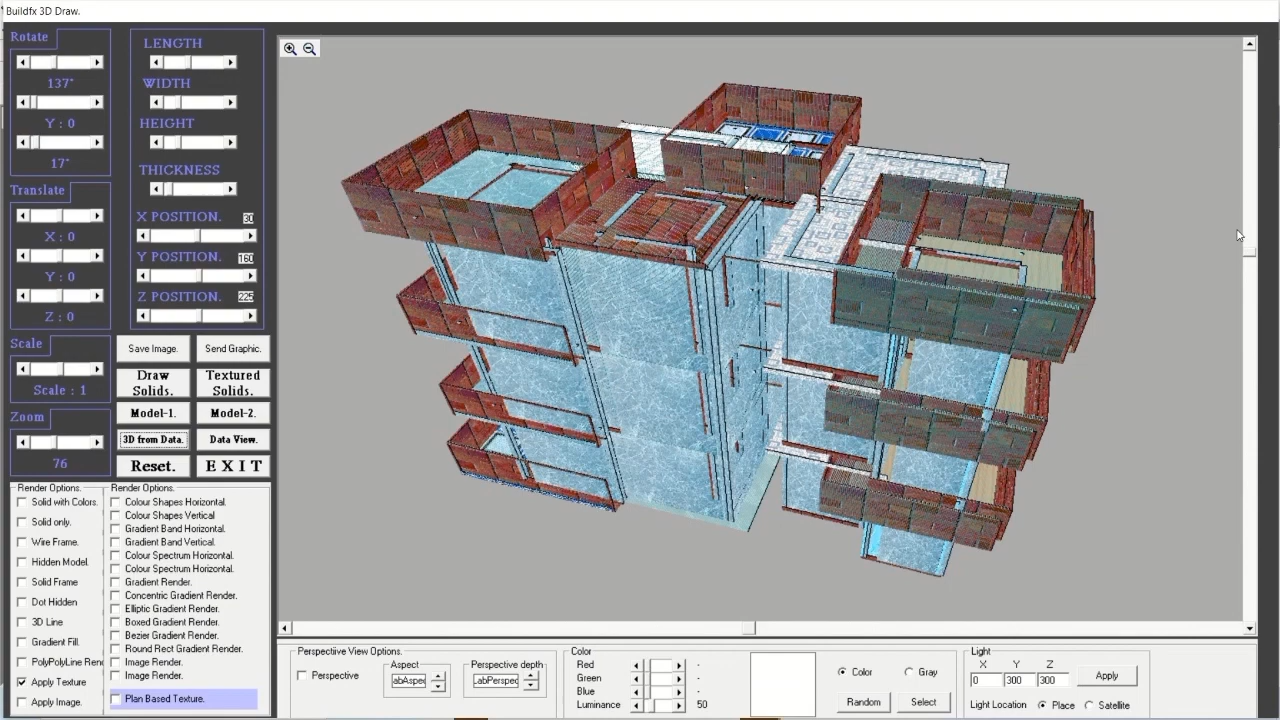 Buildfx 3D Draw.
Rotate
137°
Y : 0
17°
Translate
X : 0
Y : 0
Z : 0
Scale
Scale : 1
Zoom
76
LENGTH
WIDTH
HEIGHT
THICKNESS
X POSITION. 30
Y POSITION. 160
Z POSITION. 225
Save Image. Send Graphic.
Draw Solids. Textured Solids.
Model-1. Model-2.
3D from Data. Data View.
Reset. E X I T
Render Options.
Solid with Colors.
Solid only.
Wire Frame.
Hidden Model.
Solid Frame
Dot Hidden
3D Line
Gradient Fill.
PolyPolyLine Rend
Apply Texture
Apply Image.
Render Options.
Colour Shapes Horizontal.
Colour Shapes Vertical
Gradient Band Horizontal.
Gradient Band Vertical.
Colour Spectrum Horizontal.
Colour Spectrum Horizontal.
Gradient Render.
Concentric Gradient Render.
Elliptic Gradient Render.
Boxed Gradient Render.
Bezier Gradient Render.
Round Rect Gradient Render.
Image Render.
Image Render.
Plan Based Texture.
Perspective View Options.
Perspective
Aspect
abAspec
Perspective depth
.abPerspec
Color
Red -
Green -
Blue -
Luminance 50
Color Gray
Random Select
Light
X Y Z
0 300 300 Apply
Light Location Place Satellite